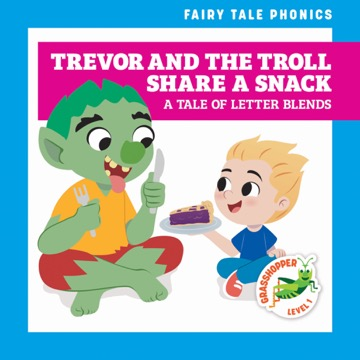 FAIRY TALE PHONICS
TREVOR AND THE TROLL
SHARE A SNACK
A TALE OF LETTER BLENDS
GRASSHOPPER
LEVEL 1